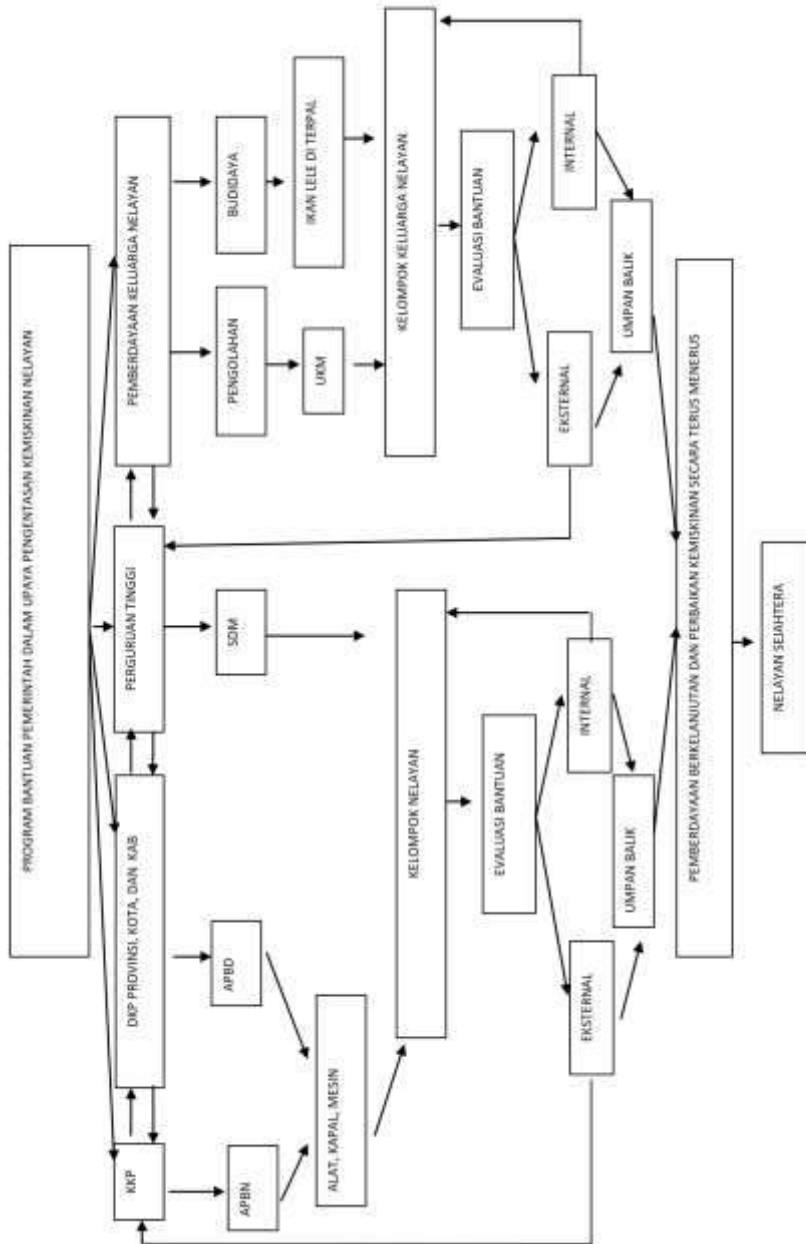 PROGRAM BANTUAN PEMERINTAH DALAM UPAYA PENGENTASAN KEMISKINAN NELAYAN
KKP
DKP PROVINSI, KOTA, DAN KAB
PERGURUAN TINGGI
PEMBERDAYAAN KELUARGA NELAYAN
APBN
APBD
SDM
PENGOLAHAN
BUDIDAYA
ALAT, KAPAL, MESIN
UKM
IKAN LELE DI TERPAL
KELOMPOK NELAYAN
KELOMPOK KELUARGA NELAYAN
EVALUASI BANTUAN
EVALUASI BANTUAN
EKSTERNAL
INTERNAL
EKSTERNAL
INTERNAL
UMPAN BALIK
UMPAN BALIK
PEMBERDAYAAN BERKELANJUTAN DAN PERBAIKAN KEMISKINAN SECARA TERUS MENERUS
NELAYAN SEJAHTERA